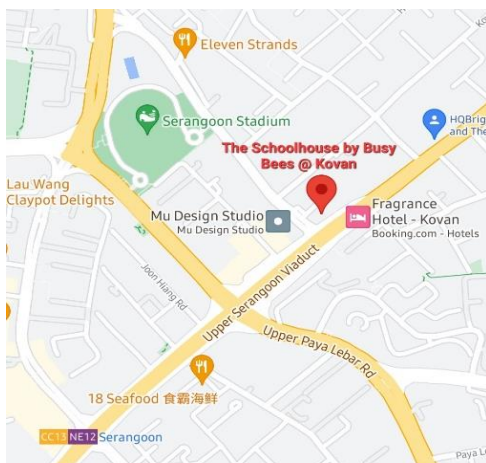 Eleven Strands
Serangoon Stadium
The Schoolhouse by Busy
Bees @ Kovan
HQBrig
and The
Lau Wang
Claypot Delights
Mu Design Studio
Mu Design Studio
Fragrance
Hotel - Kovan
Booking.com - Hotels
Joon Hiang Rd
Upper Serangoon Viaduct
Upper Paya Lebar Rd
18 Seafood 食霸海鲜
CC13 NE12 Serangoon
Paya L